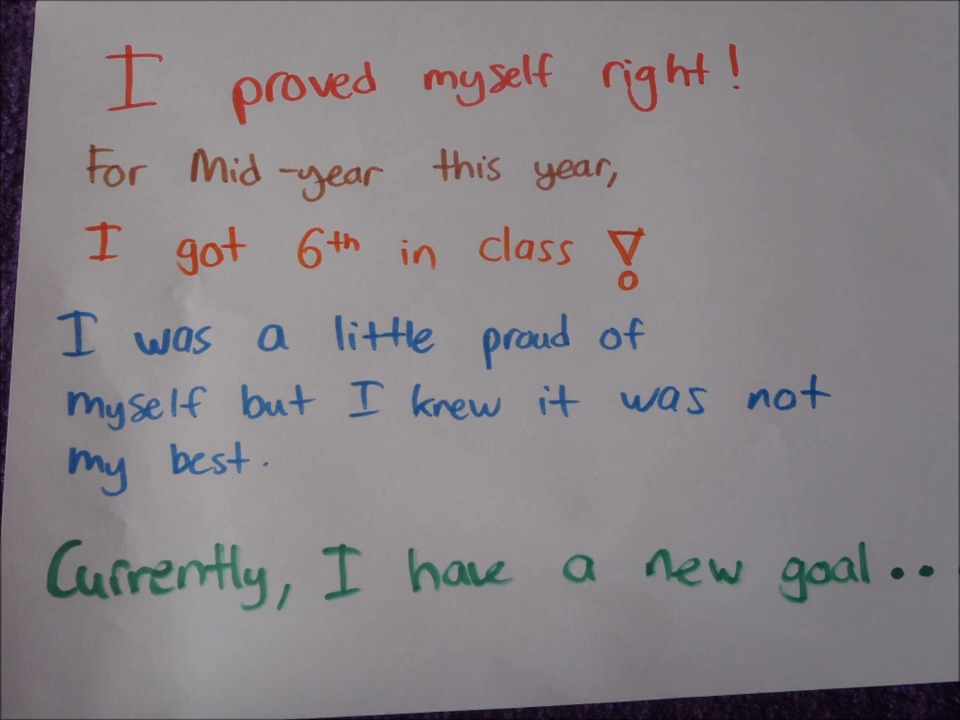 I proved myself right!
For Mid-year this year,
I got 6th in class!
I was a little proud of
myself but I knew it was not
my best.
Currently, I have a new goal..